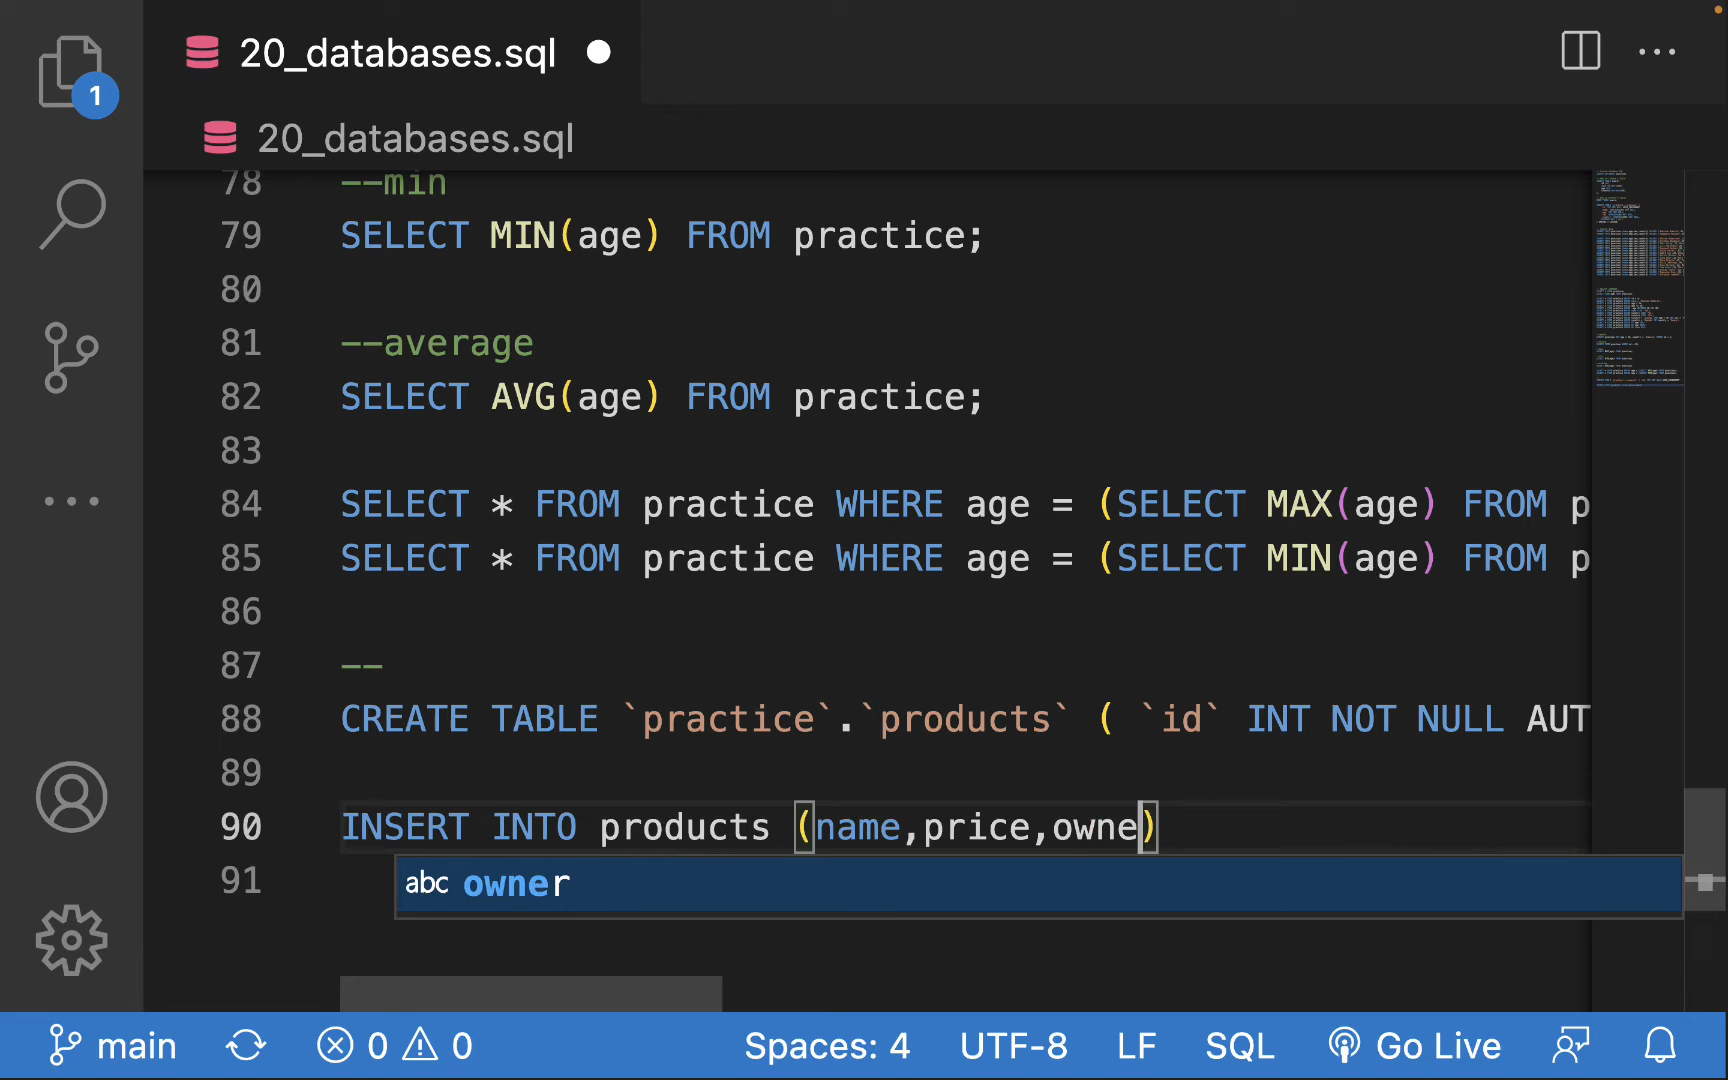 20_databases.sql
1
20_databases.sql
78 --min
79 SELECT MIN(age) FROM practice;
80
81 --average
82 SELECT AVG(age) FROM practice;
83
84 SELECT * FROM practice WHERE age = (SELECT MAX(age) FROM p
85 SELECT * FROM practice WHERE age = (SELECT MIN(age) FROM p
86
87 --
88 CREATE TABLE `practice`.`products` ( `id` INT NOT NULL AUT
89
90 INSERT INTO products (name,price,owne)
91 abc owner
main 0 0 Spaces: 4 UTF-8 LF SQL Go Live